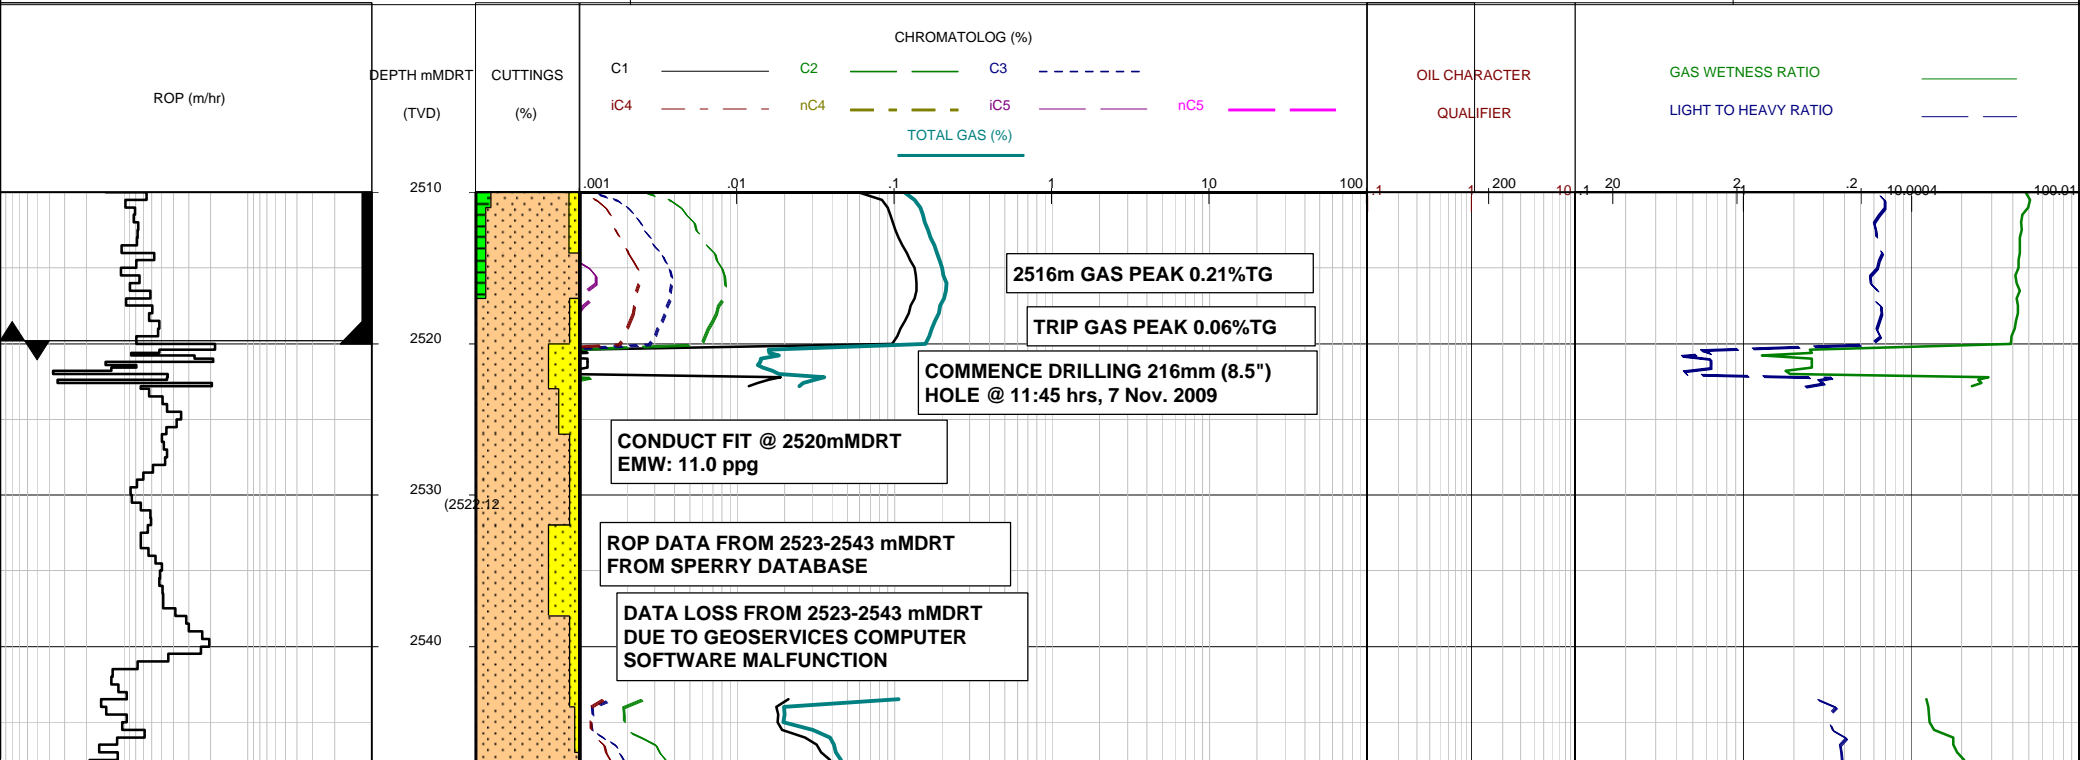 CHROMATOLOG (%)
C1 C2 C3
DEPTH mMDRT CUTTINGS OIL CHARACTER GAS WETNESS RATIO
ROP (m/hr)
iC4 nC4 iC5 nC5
(TVD) (%) QUALIFIER LIGHT TO HEAVY RATIO
TOTAL GAS (%)
2510 .001 .01 .1 1 10 100 .1 1 200 10 .1 20 2 .2 100.01
2516m GAS PEAK 0.21%TG
TRIP GAS PEAK 0.06%TG
2520
COMMENCE DRILLING 216mm (8.5")
HOLE @ 11:45 hrs, 7 Nov. 2009
CONDUCT FIT @ 2520mMDRT
EMW: 11.0 ppg
2530
(2522.12
ROP DATA FROM 2523-2543 mMDRT
FROM SPERRY DATABASE
DATA LOSS FROM 2523-2543 mMDRT
DUE TO GEOSERVICES COMPUTER
SOFTWARE MALFUNCTION
2540